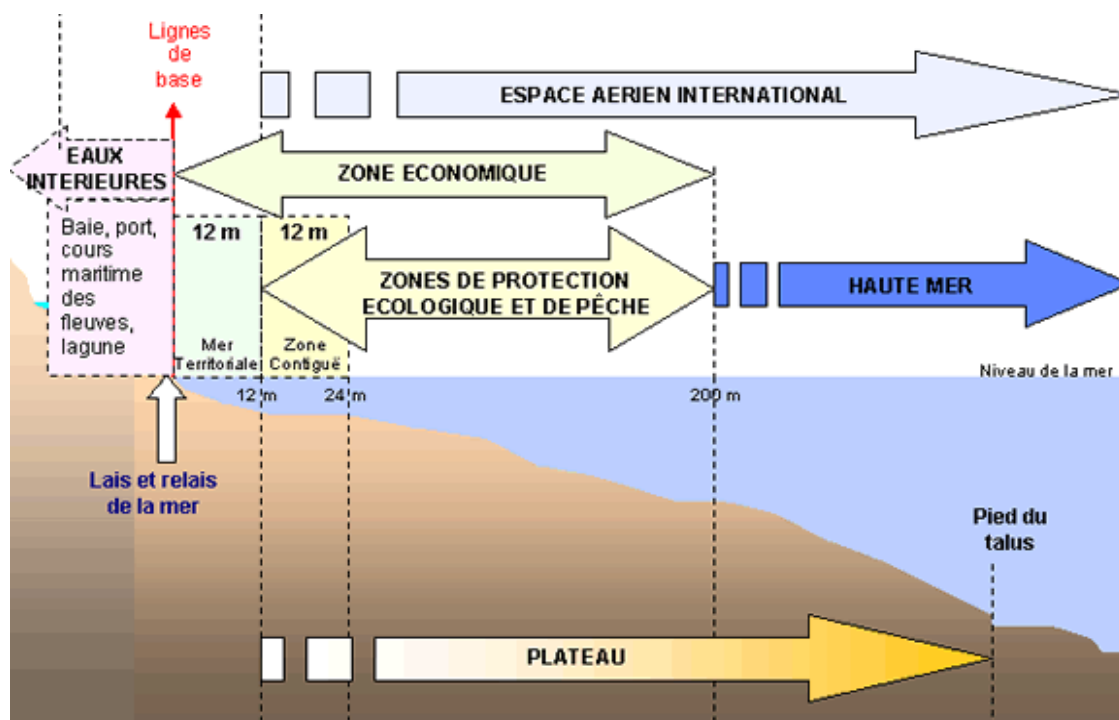 Lignes
de
base
ESPACE AERIEN INTERNATIONAL
EAUX
INTERIEURES
ZONE ECONOMIQUE
Baie, port,
cours
maritime
des
fleuves,
lagune
12 m
12 m
ZONES DE PROTECTION
ECOLOGIQUE ET DE PÊCHE
HAUTE MER
Mer
Territoriale
Zone
Contiguë
Niveau de la mer
12 m
24 m
200 m
Lais et relais
de la mer
Pied du
talus
PLATEAU